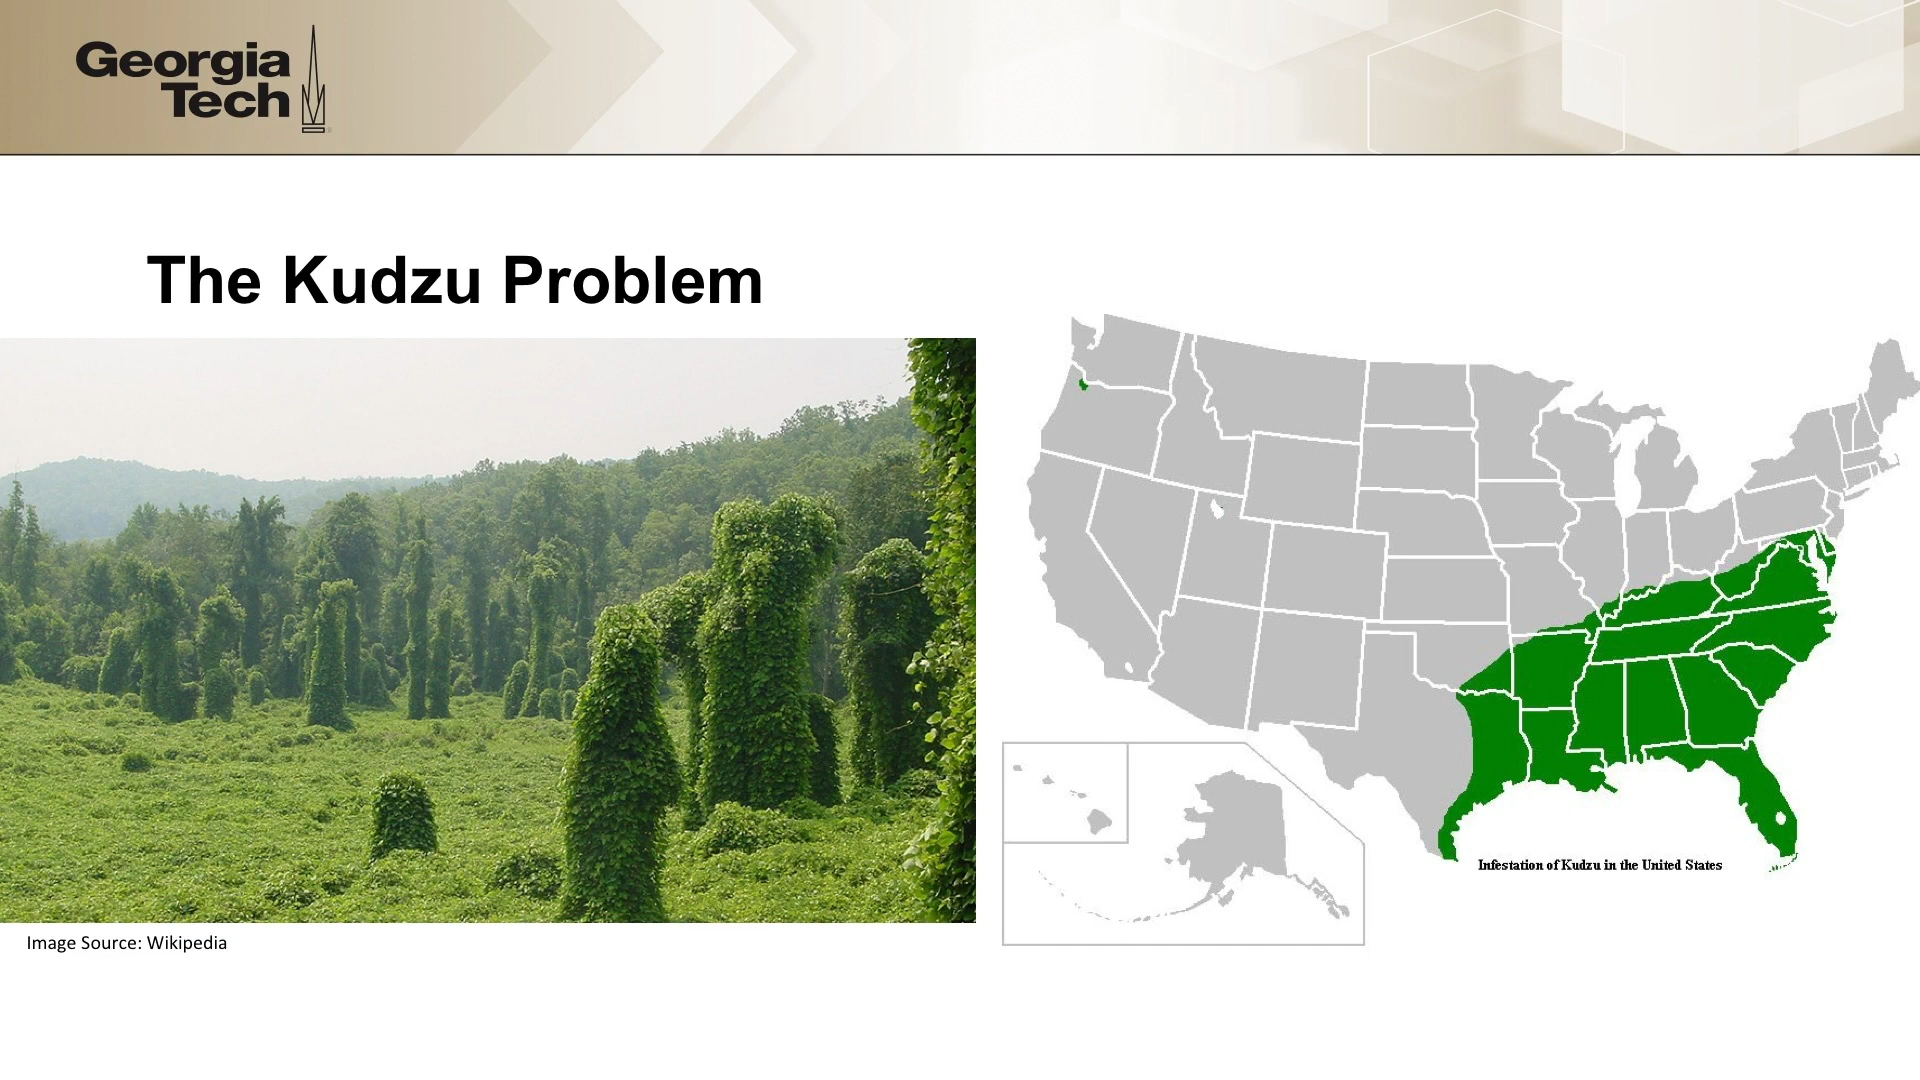 Georgia
Tech
The Kudzu Problem
Infestation of Kudzu in the United States
Image Source: Wikipedia